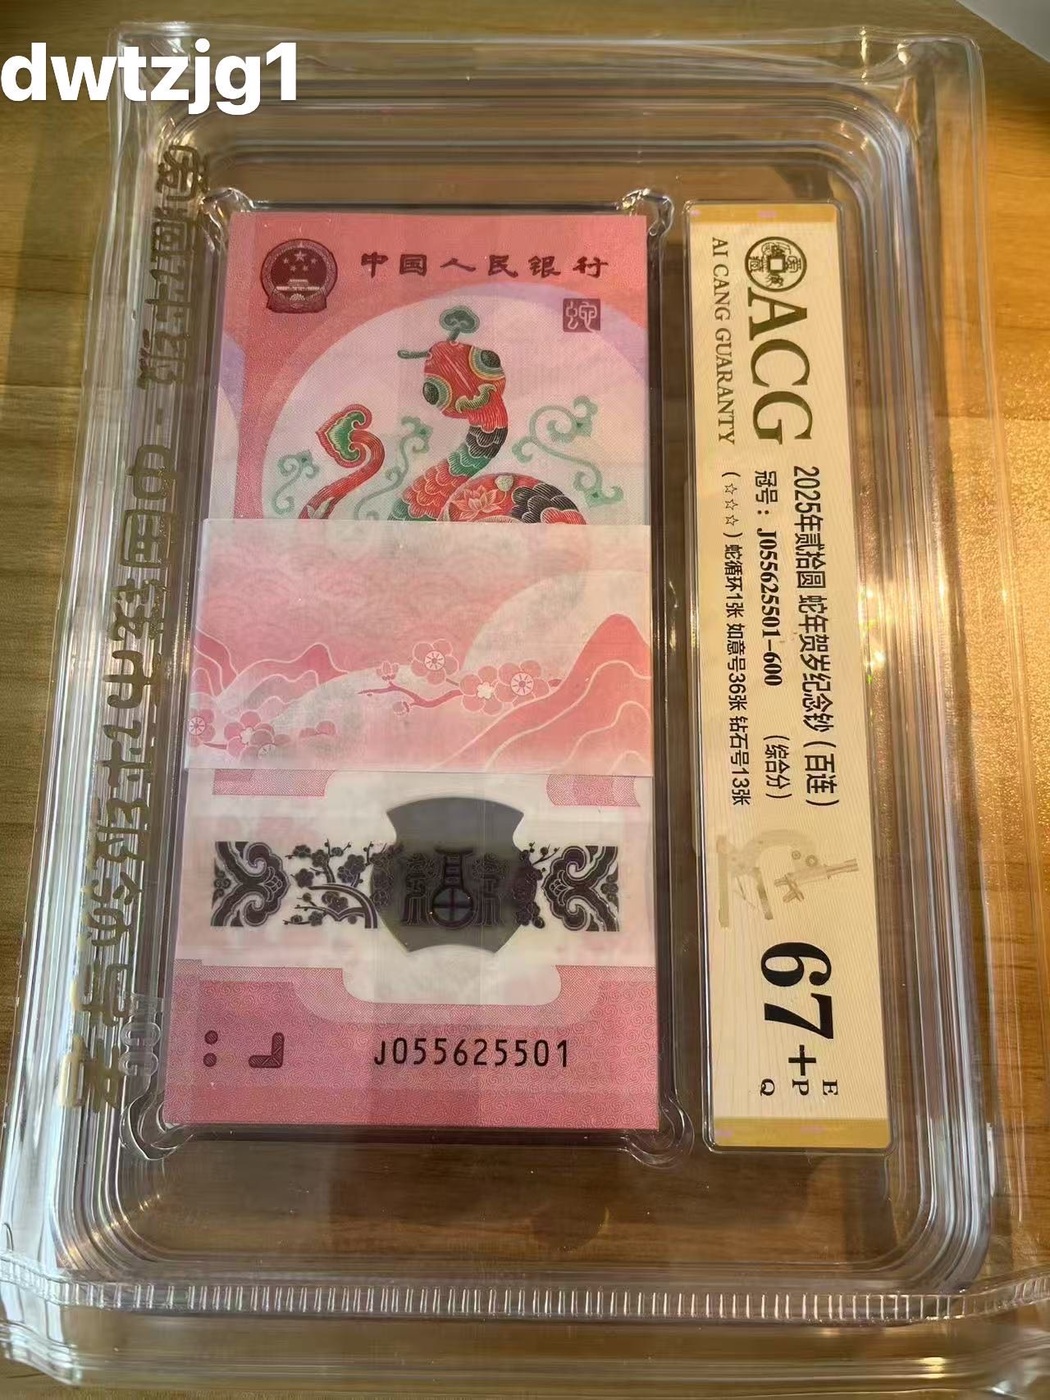 dwtzjg1
中国人民银行
J055625501
ACG
AI CANG GUARANTY
2025年贰拾圆 蛇年贺岁纪念钞（百连）
冠号：J055625501-600 （综合分）
（☆☆☆）蛇循环1张 如意号36张 钻石号13张
67+
E
P
Q